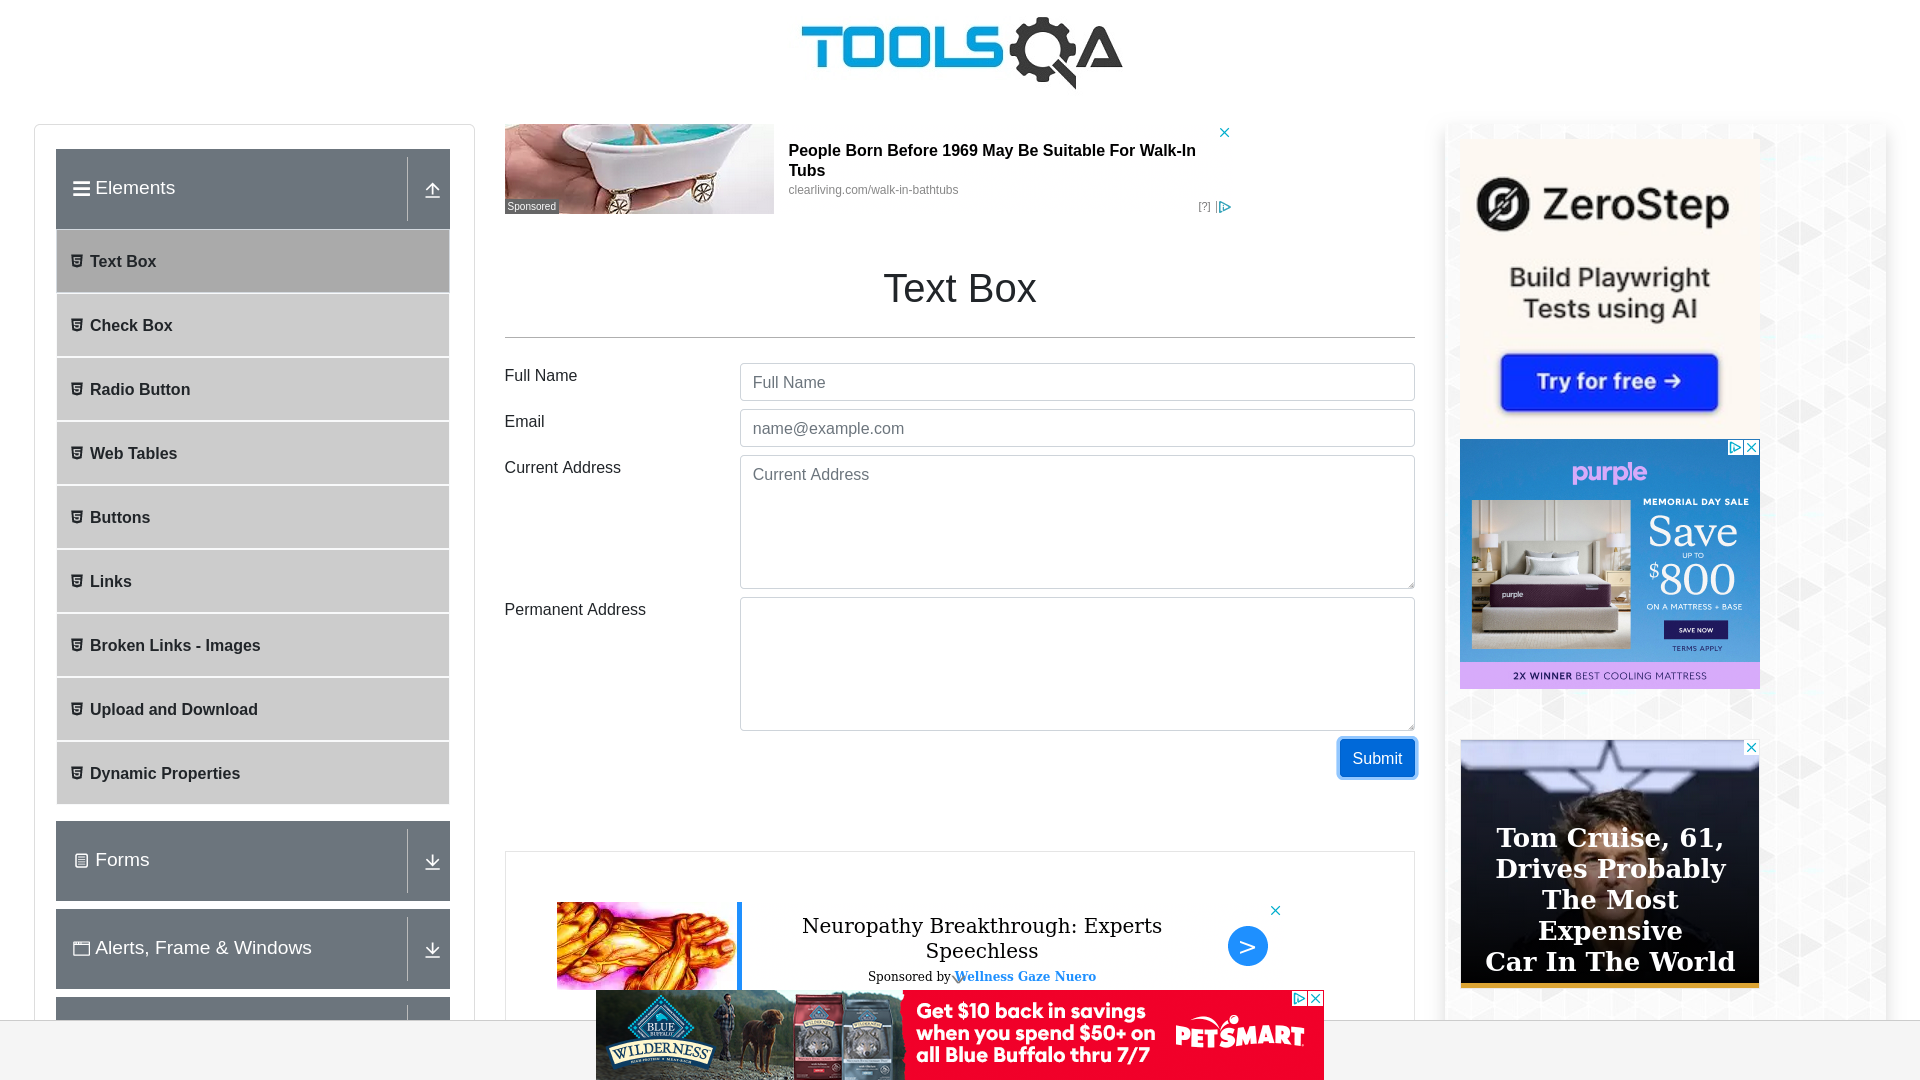 TOOLSQA
Elements
Text Box
Check Box
Radio Button
Web Tables
Buttons
Links
Broken Links - Images
Upload and Download
Dynamic Properties
Forms
Alerts, Frame & Windows
Sponsored
People Born Before 1969 May Be Suitable For Walk-In
Tubs
clearliving.com/walk-in-bathtubs
[?]
Text Box
Full Name
Full Name
Email
name@example.com
Current Address
Current Address
Permanent Address
Submit
Neuropathy Breakthrough: Experts
Speechless
Sponsored by Wellness Gaze Nuero
>
BLUE
WILDERNESS
Get $10 back in savings
when you spend $50+ on
all Blue Buffalo thru 7/7
PETSMART
ZeroStep
Build Playwright
Tests using AI
Try for free →
purple
MEMORIAL DAY SALE
Save
UP TO
$800
ON A MATTRESS + BASE
SAVE NOW
TERMS APPLY
purple
2X WINNER BEST COOLING MATTRESS
Tom Cruise, 61,
Drives Probably
The Most
Expensive
Car In The World